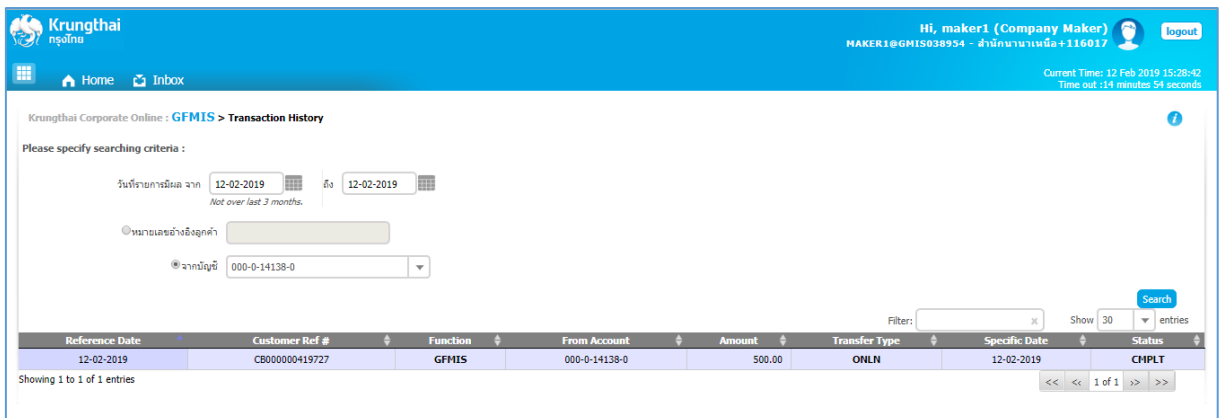 Krungthai
กรุงไทย
Hi, maker1 (Company Maker)
MAKER1@GMIS038954 - สำนักนานาเหนือ+116017
logout
Home Inbox
Current Time: 12 Feb 2019 15:28:42
Time out :14 minutes 54 seconds
Krungthai Corporate Online : GFMIS > Transaction History
Please specify searching criteria :
วันที่รายการมีผล จาก 12-02-2019 ถึง 12-02-2019
Not over last 3 months.
หมายเลขอ้างอิงลูกค้า
จากบัญชี 000-0-14138-0
Search
Filter: Show 30 entries
Reference Date Customer Ref # Function From Account Amount Transfer Type Specific Date Status
12-02-2019 CB000000419727 GFMIS 000-0-14138-0 500.00 ONLN 12-02-2019 CMPLT
Showing 1 to 1 of 1 entries
<< << 1 of 1 >> >>